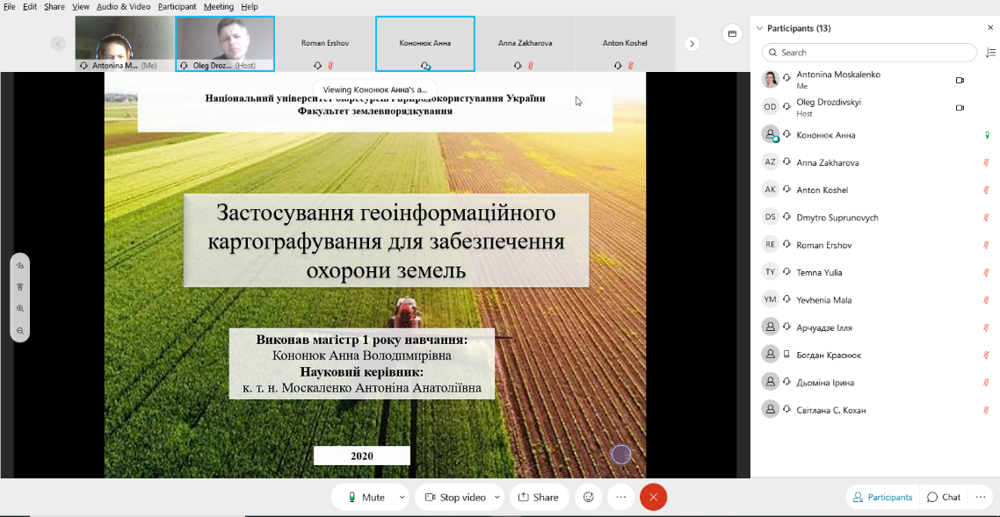 File Edit Share View Audio & Video Participant Meeting Help
Antonina M... (Me)
Oleg Droz... (Host)
Roman Ershov
Кононюк Анна
Anna Zakharova
Anton Koshel
Viewing Кононюк Анна's a...
Національний університет біоресурсів і природокористування України
Факультет землевпорядкування
Застосування геоінформаційного
картографування для забезпечення
охорони земель
Виконав магістр 1 року навчання:
Кононюк Анна Володимирівна
Науковий керівник:
к. т. н. Москаленко Антоніна Анатоліївна
2020
Participants (13)
Search
Antonina Moskalenko
Me
OD Oleg Drozdivskyi
Host
Кононюк Анна
AZ Anna Zakharova
AK Anton Koshel
DS Dmytro Suprunovych
RE Roman Ershov
TY Temna Yulia
YM Yevhenia Mala
Арчуадзе Ілля
Богдан Краснюк
Дьоміна Ірина
Світлана С. Кохан
Mute
Stop video
Share
Participants
Chat